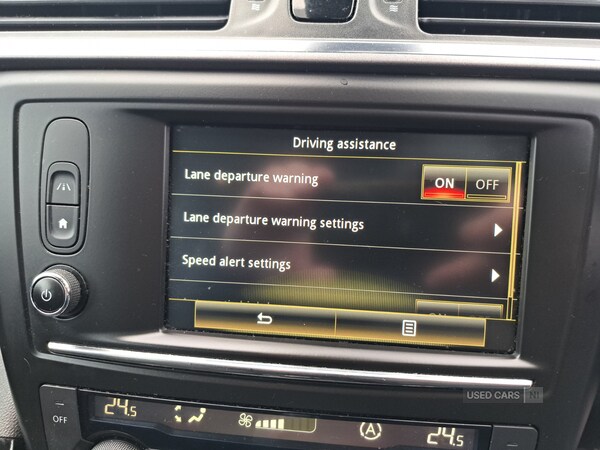 Driving assistance
Lane departure warning ON OFF
Lane departure warning settings
Speed alert settings
USED CARS NI
OFF 24.5 A 24.5